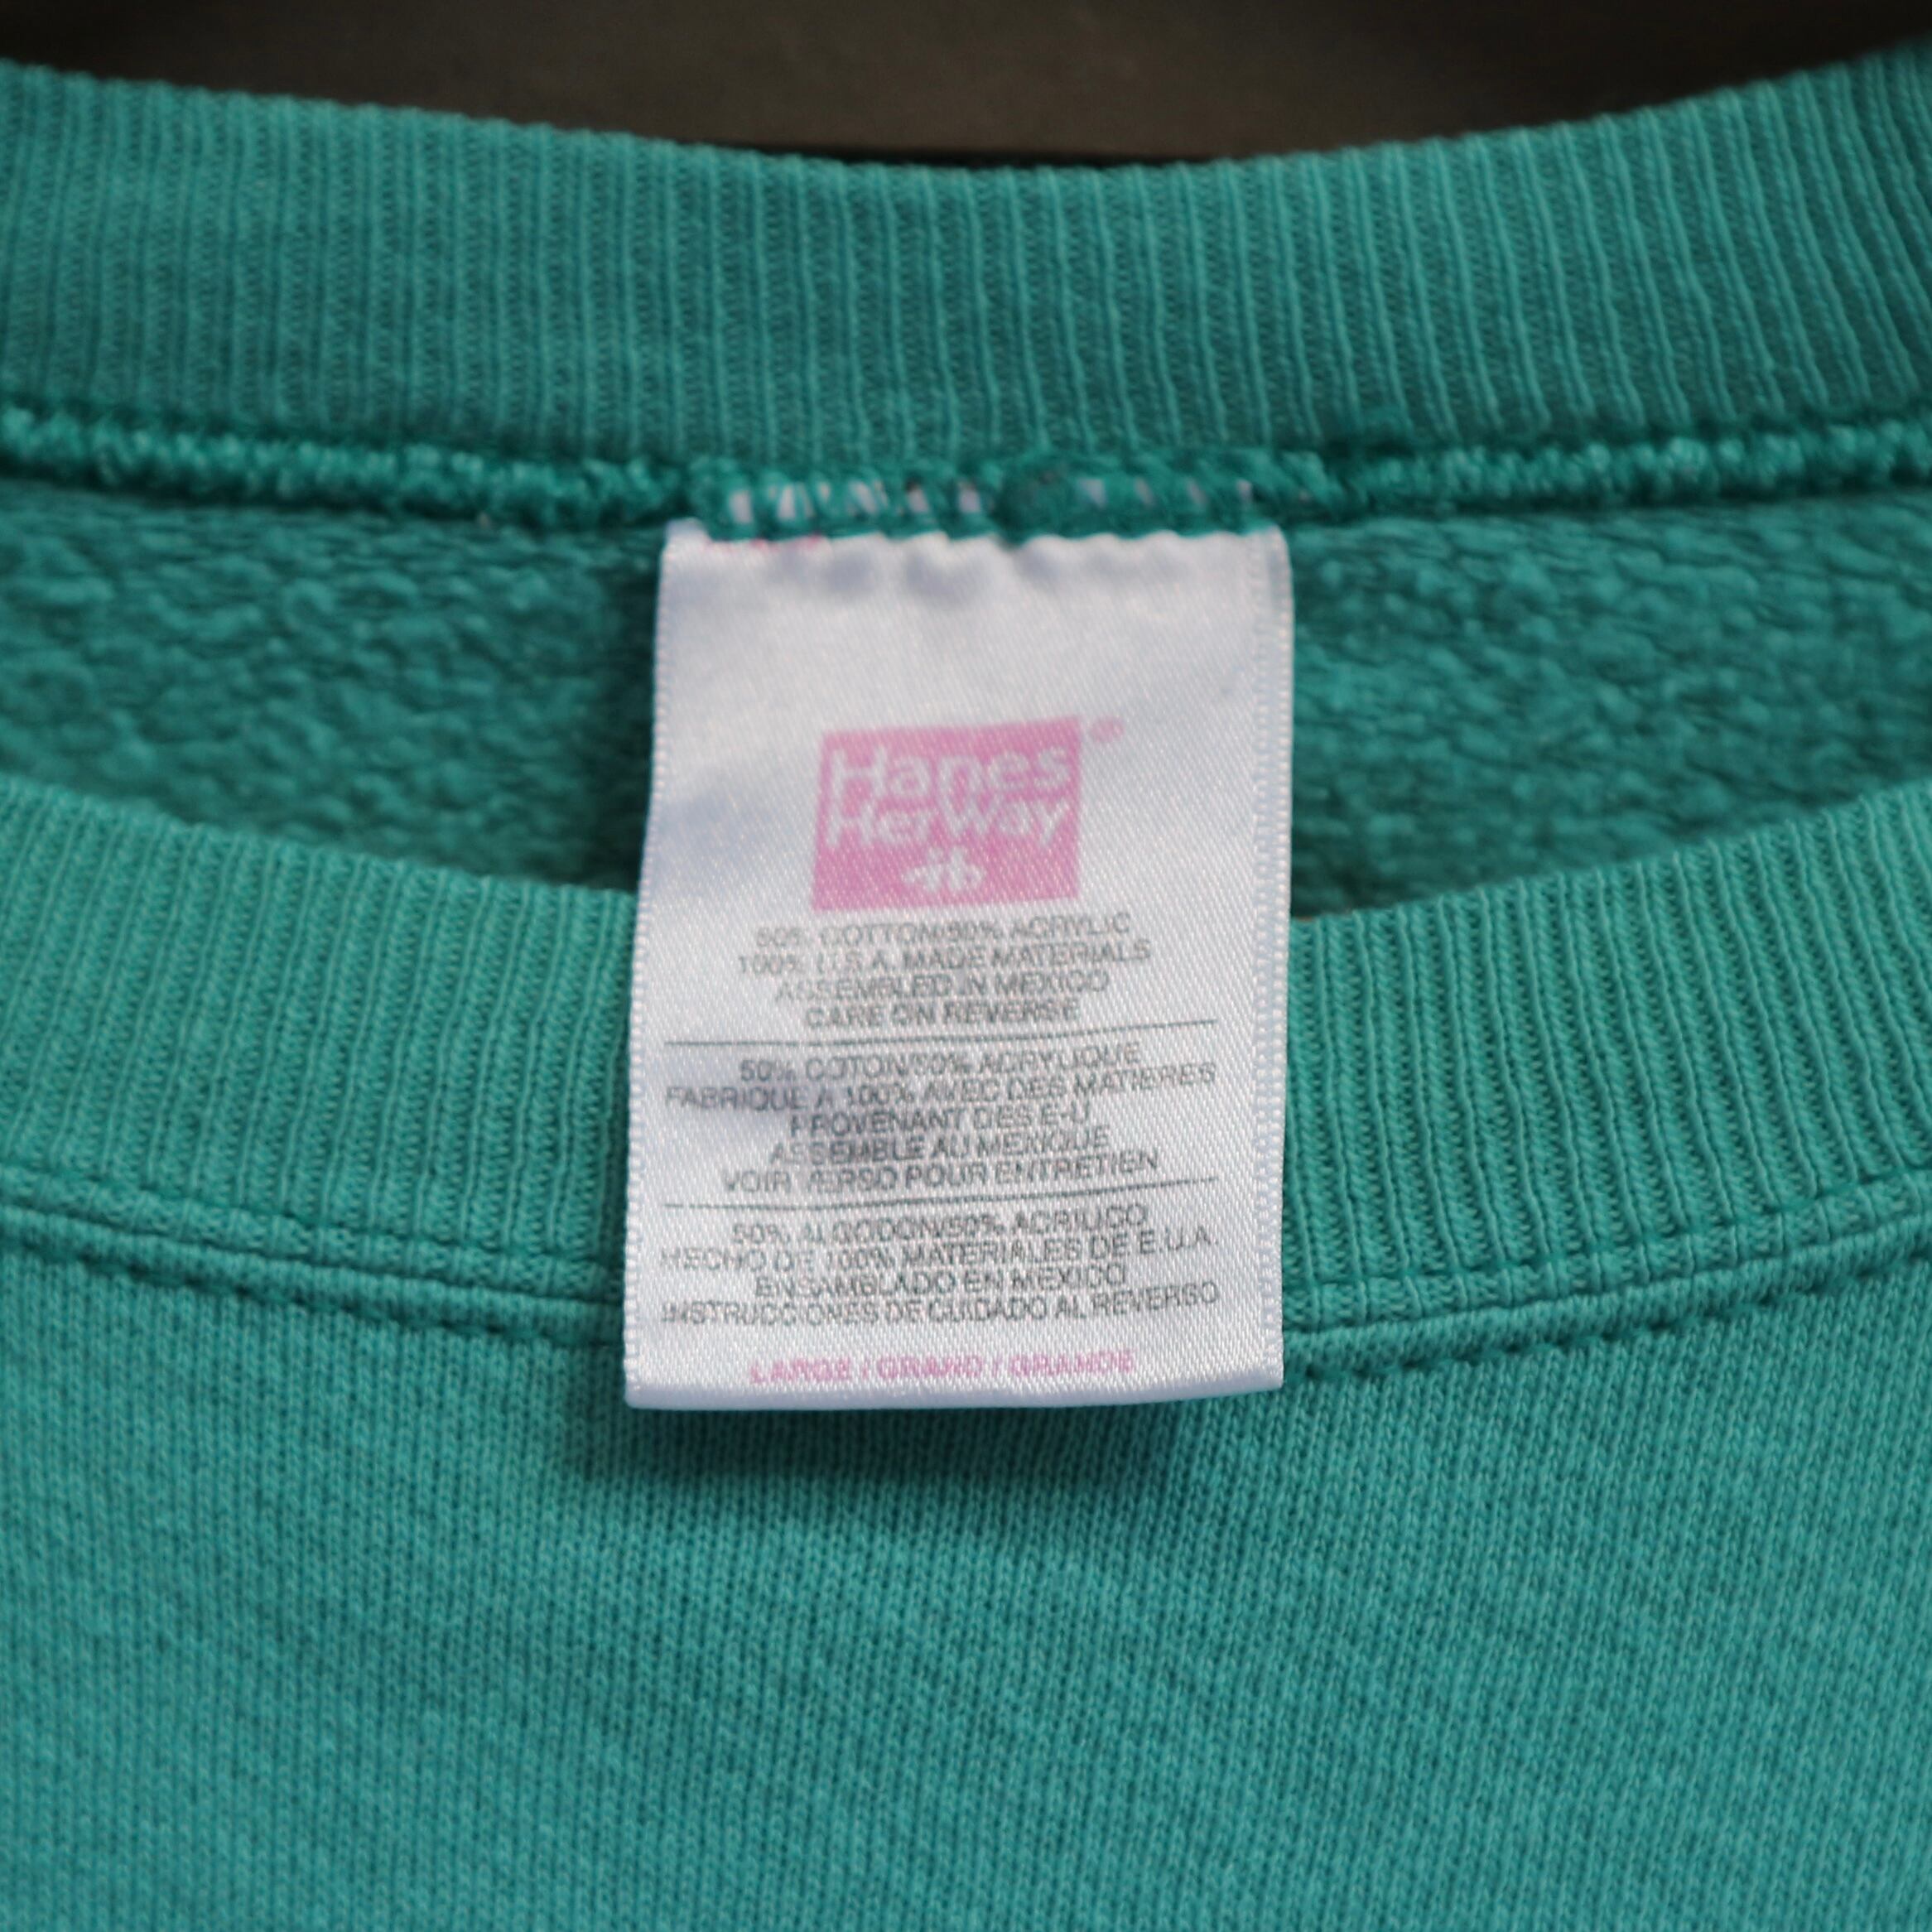 Hanes
HerWay
50% COTTON/50% ACRYLIC
100% U.S.A. MADE MATERIALS
ASSEMBLED IN MEXICO
CARE ON REVERSE
50% COTON/50% ACRYLIQUE
FABRIQUE A 100% AVEC DES MATIERES
PROVENANT DES E-U
ASSEMBLE AU MEXIQUE
VOIR VERSO POUR ENTRETIEN
50% ALGODON/50% ACRILICO
HECHO DE 100% MATERIALES DE E.U.A.
ENSAMBLADO EN MEXICO
INSTRUCCIONES DE CUIDADO AL REVERSO
LARGE / GRAND / GRANDE